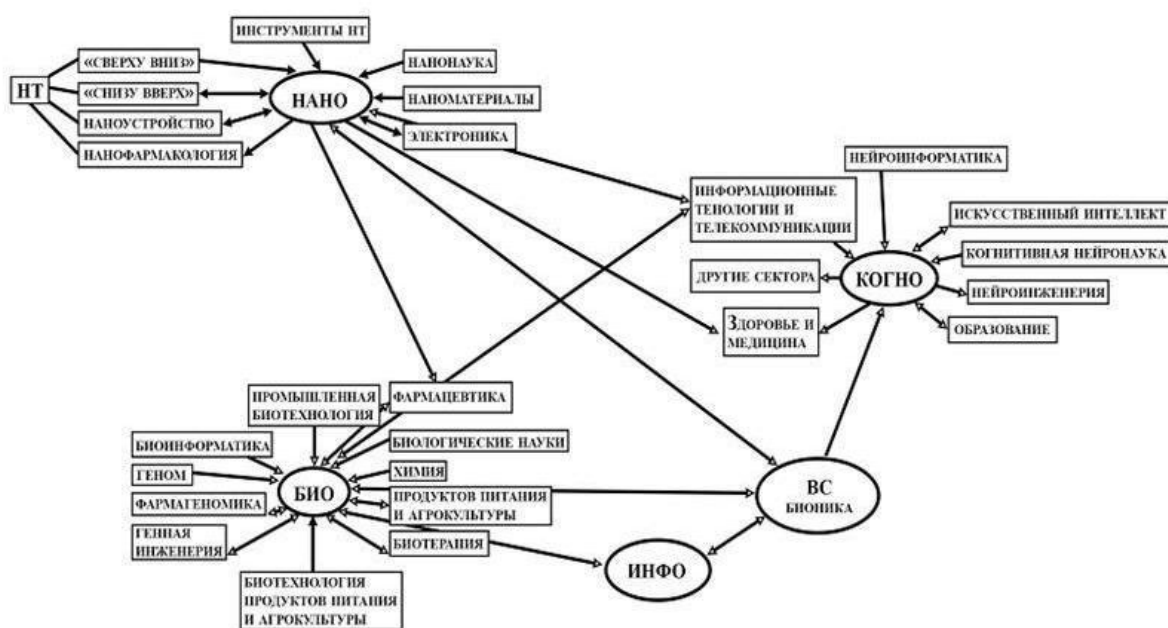 ИНСТРУМЕНТЫ НТ
«СВЕРХУ ВНИЗ»
НТ
«СНИЗУ ВВЕРХ»
НАНОУСТРОЙСТВО
НАНОФАРМАКОЛОГИЯ
НАНО
НАНОНАУКА
НАНОМАТЕРИАЛЫ
ЭЛЕКТРОНИКА
НЕЙРОИНФОРМАТИКА
ИНФОРМАЦИОННЫЕ
ТЕНОЛОГИИ И
ТЕЛЕКОММУНИКАЦИИ
ИСКУССТВЕННЫЙ ИНТЕЛЛЕКТ
КОГНИТИВНАЯ НЕЙРОНАУКА
ДРУГИЕ СЕКТОРА
КОГНО
НЕЙРОИНЖЕНЕРИЯ
ЗДОРОВЬЕ И
МЕДИЦИНА
ОБРАЗОВАНИЕ
ПРОМЫШЛЕННАЯ
БИОТЕХНОЛОГИЯ
ФАРМАЦЕВТИКА
БИОИНФОРМАТИКА
БИОЛОГИЧЕСКИЕ НАУКИ
ГЕНОМ
ХИМИЯ
БИО
ФАРМАГЕНОМИКА
ПРОДУКТОВ ПИТАНИЯ
И АГРОКУЛЬТУРЫ
ГЕННАЯ
ИНЖЕНЕРИЯ
БИОТЕРАПИЯ
БИОТЕХНОЛОГИЯ
ПРОДУКТОВ ПИТАНИЯ
И АГРОКУЛЬТУРЫ
ВС
БИОНИКА
ИНФО